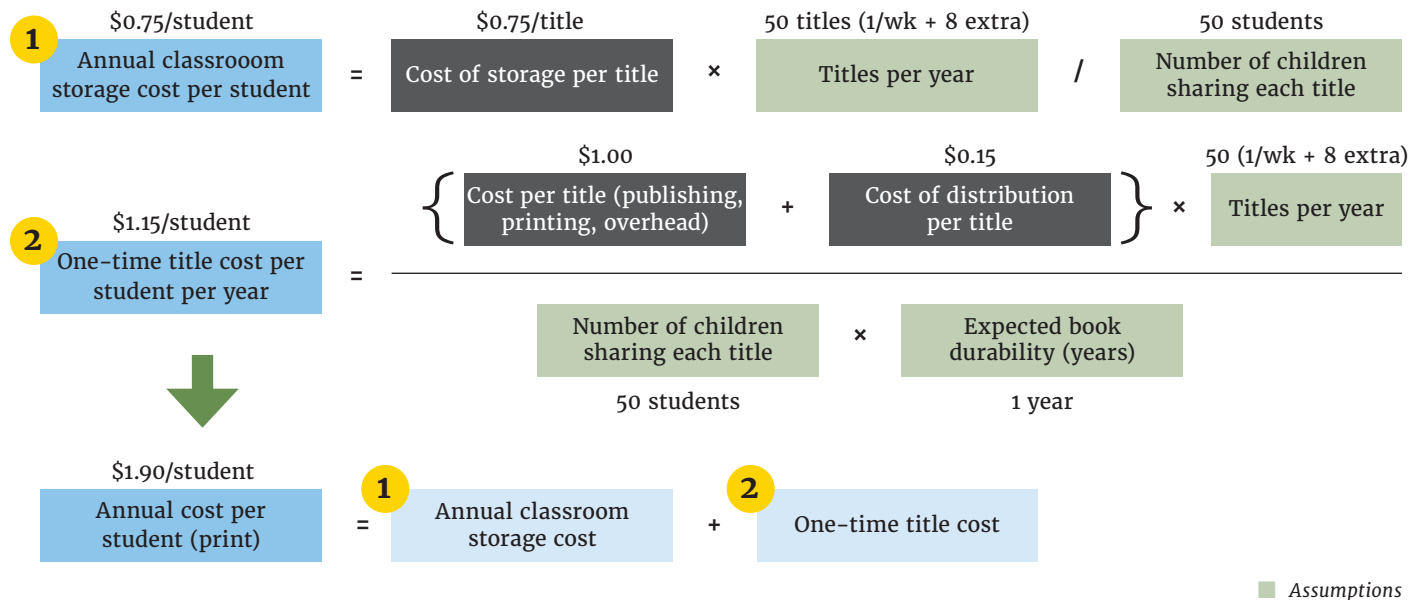 $0.75/student
$0.75/title
50 titles (1/wk + 8 extra)
50 students
1
Annual classrooom
storage cost per student
=
Cost of storage per title
×
Titles per year
/
Number of children
sharing each title
$1.00
$0.15
50 (1/wk + 8 extra)
{
Cost per title (publishing,
printing, overhead)
+
Cost of distribution
per title
}
×
Titles per year
$1.15/student
2
One-time title cost per
student per year
=
Number of children
sharing each title
×
Expected book
durability (years)
50 students
1 year
$1.90/student
Annual cost per
student (print)
=
1
Annual classroom
storage cost
+
2
One-time title cost
Assumptions